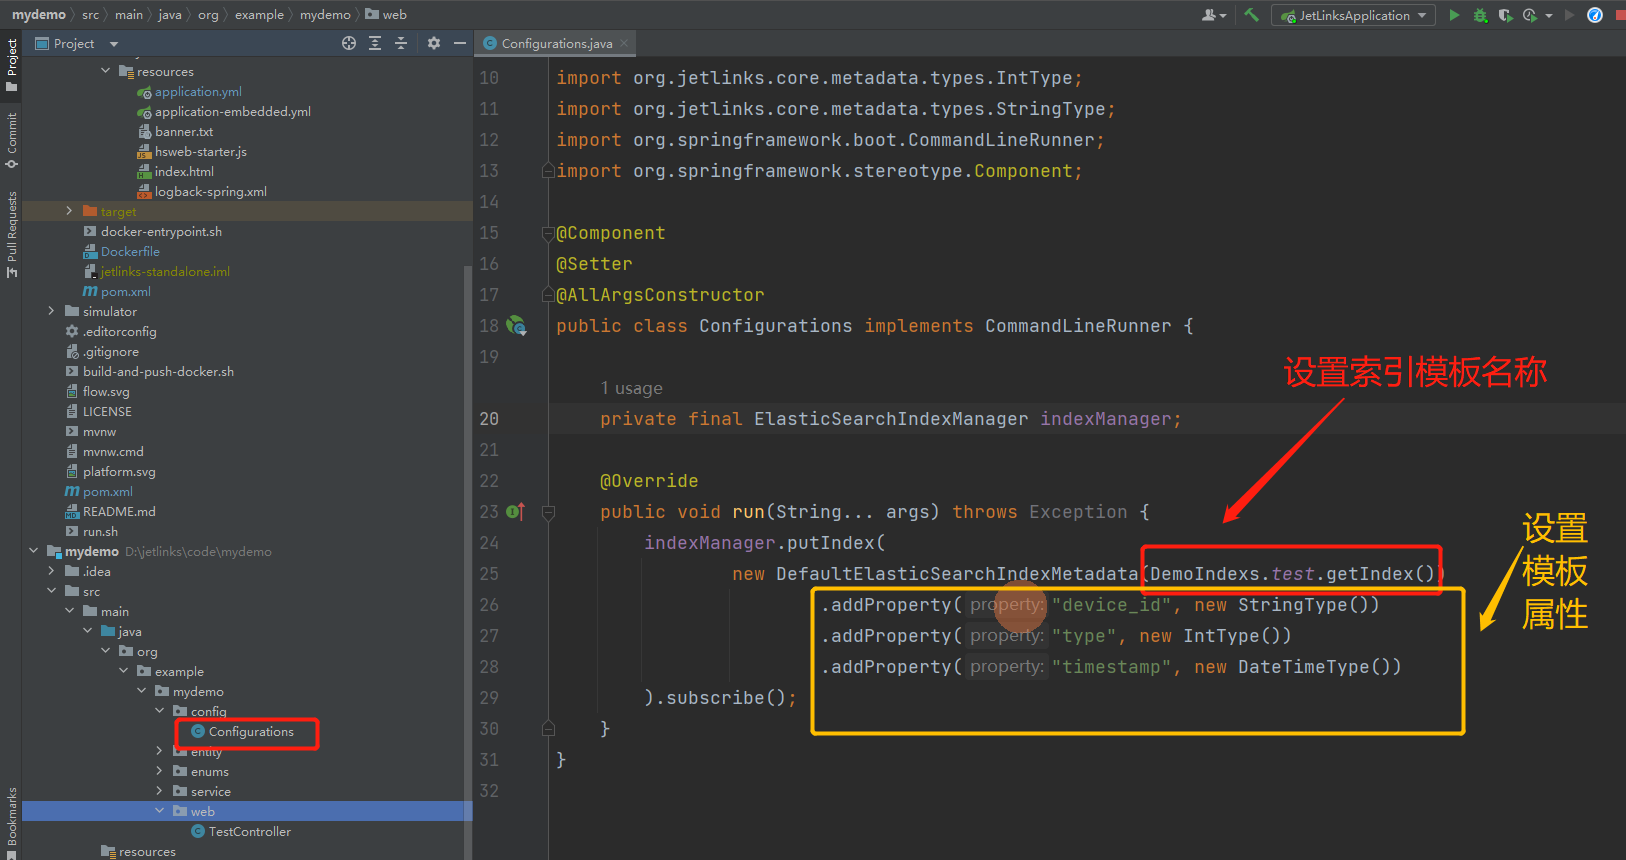 mydemo src main java org example mydemo web
JetLinksApplication
Project
Configurations.java
Project
Commit
Pull Requests
Bookmarks
resources
application.yml
application-embedded.yml
banner.txt
hsweb-starter.js
index.html
logback-spring.xml
target
docker-entrypoint.sh
Dockerfile
jetlinks-standalone.iml
pom.xml
simulator
.editorconfig
.gitignore
build-and-push-docker.sh
flow.svg
LICENSE
mvnw
mvnw.cmd
platform.svg
pom.xml
README.md
run.sh
mydemo D:\jetlinks\code\mydemo
.idea
src
main
java
org
example
mydemo
config
Configurations
entity
enums
service
web
TestController
resources
10 import org.jetlinks.core.metadata.types.IntType;
11 import org.jetlinks.core.metadata.types.StringType;
12 import org.springframework.boot.CommandLineRunner;
13 import org.springframework.stereotype.Component;
14
15 @Component
16 @Setter
17 @AllArgsConstructor
18 public class Configurations implements CommandLineRunner {
19
设置索引模板名称
1 usage
20 private final ElasticSearchIndexManager indexManager;
21
22 @Override
23 public void run(String... args) throws Exception {
24 indexManager.putIndex(
25 new DefaultElasticSearchIndexMetadata(DemoIndexs.test.getIndex())
26 .addProperty( property: "device_id", new StringType())
27 .addProperty( property: "type", new IntType())
28 .addProperty( property: "timestamp", new DateTimeType())
29 ).subscribe();
30 }
31 }
32
设置
模板
属性